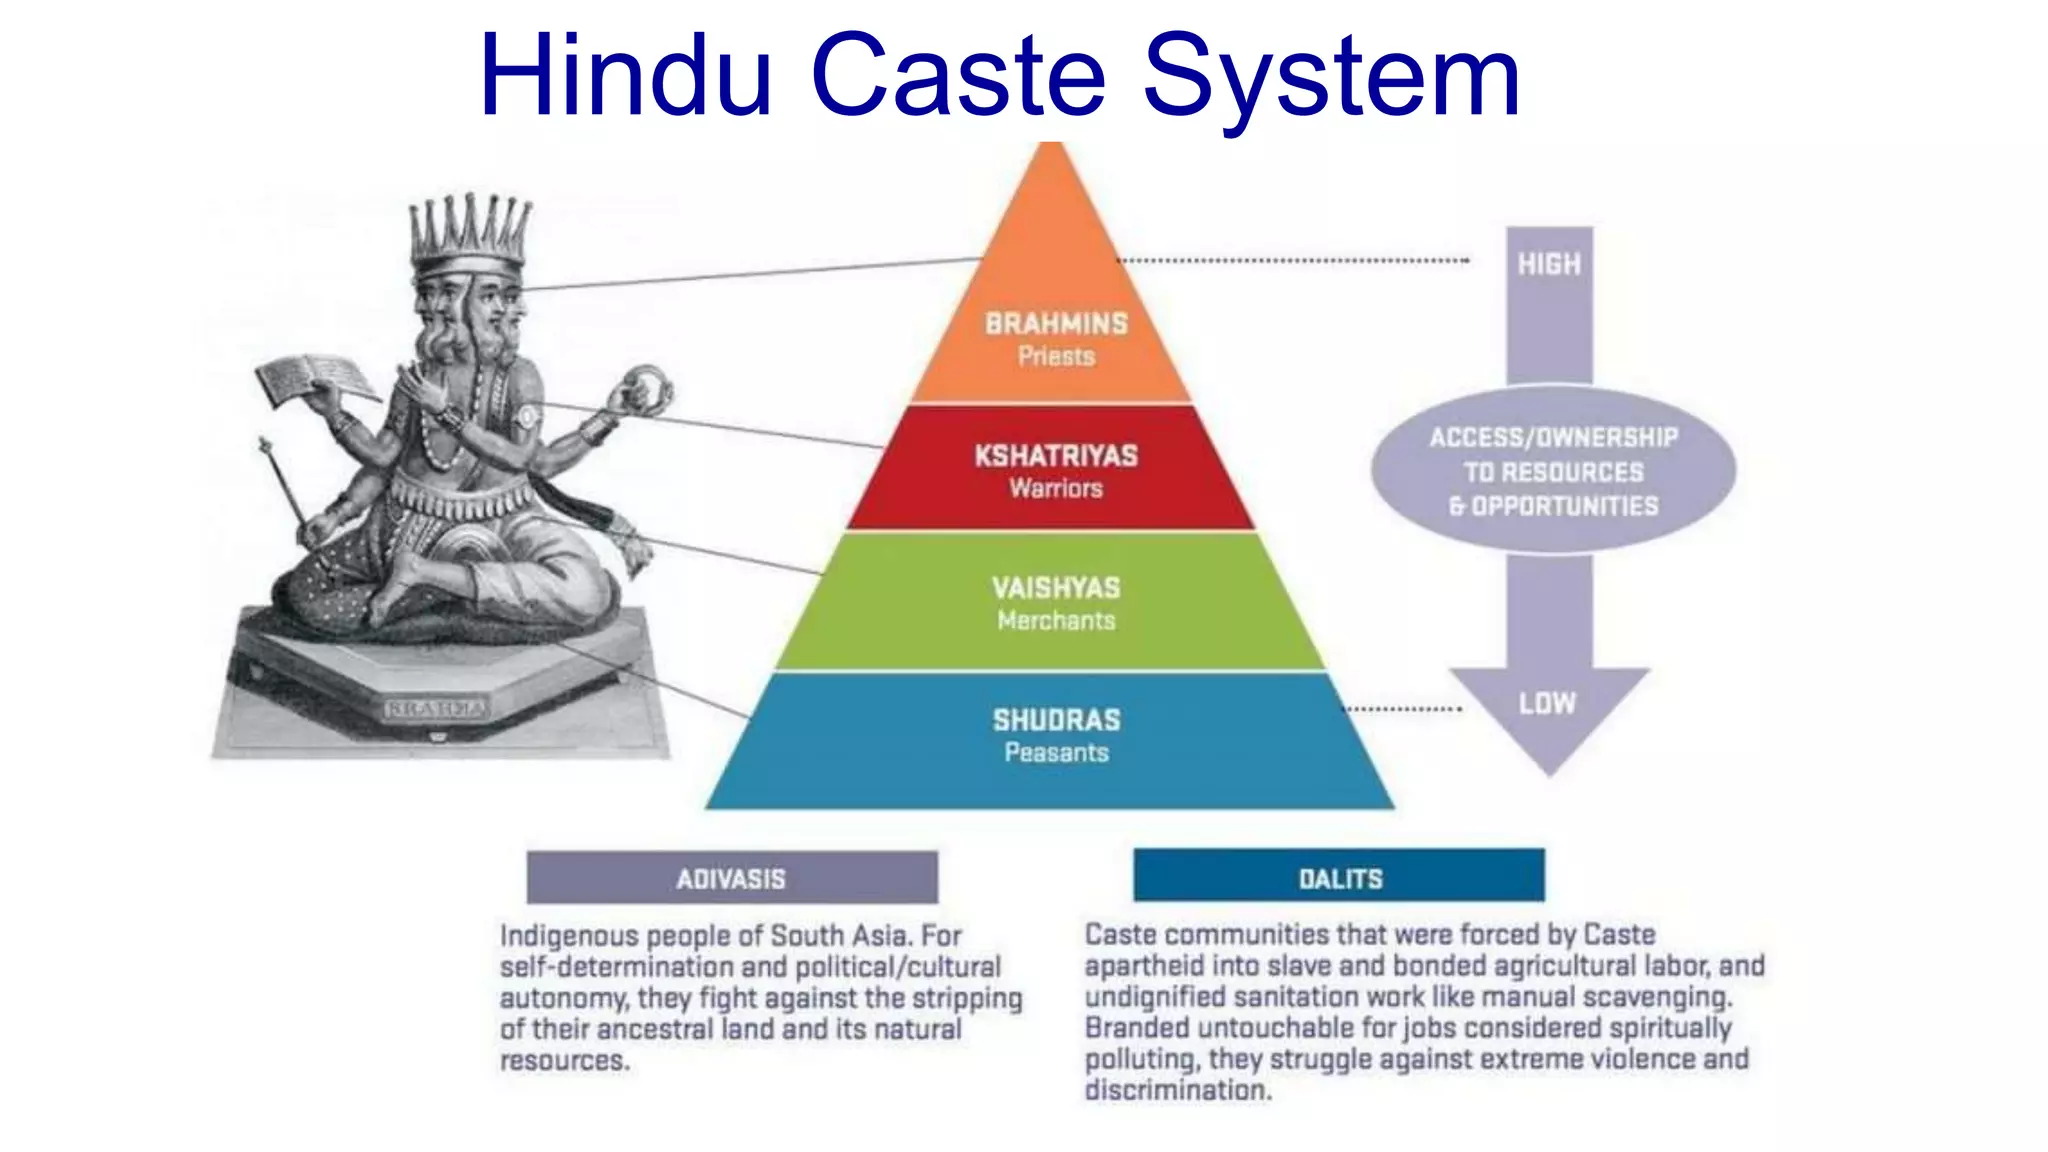 Hindu Caste System
BRAHMINS
Priests
KSHATRIYAS
Warriors
VAISHYAS
Merchants
SHUDRAS
Peasants
HIGH
ACCESS/OWNERSHIP
TO RESOURCES
& OPPORTUNITIES
LOW
BRAHMA
ADIVASIS
Indigenous people of South Asia. For
self-determination and political/cultural
autonomy, they fight against the stripping
of their ancestral land and its natural
resources.
DALITS
Caste communities that were forced by Caste
apartheid into slave and bonded agricultural labor, and
undignified sanitation work like manual scavenging.
Branded untouchable for jobs considered spiritually
polluting, they struggle against extreme violence and
discrimination.